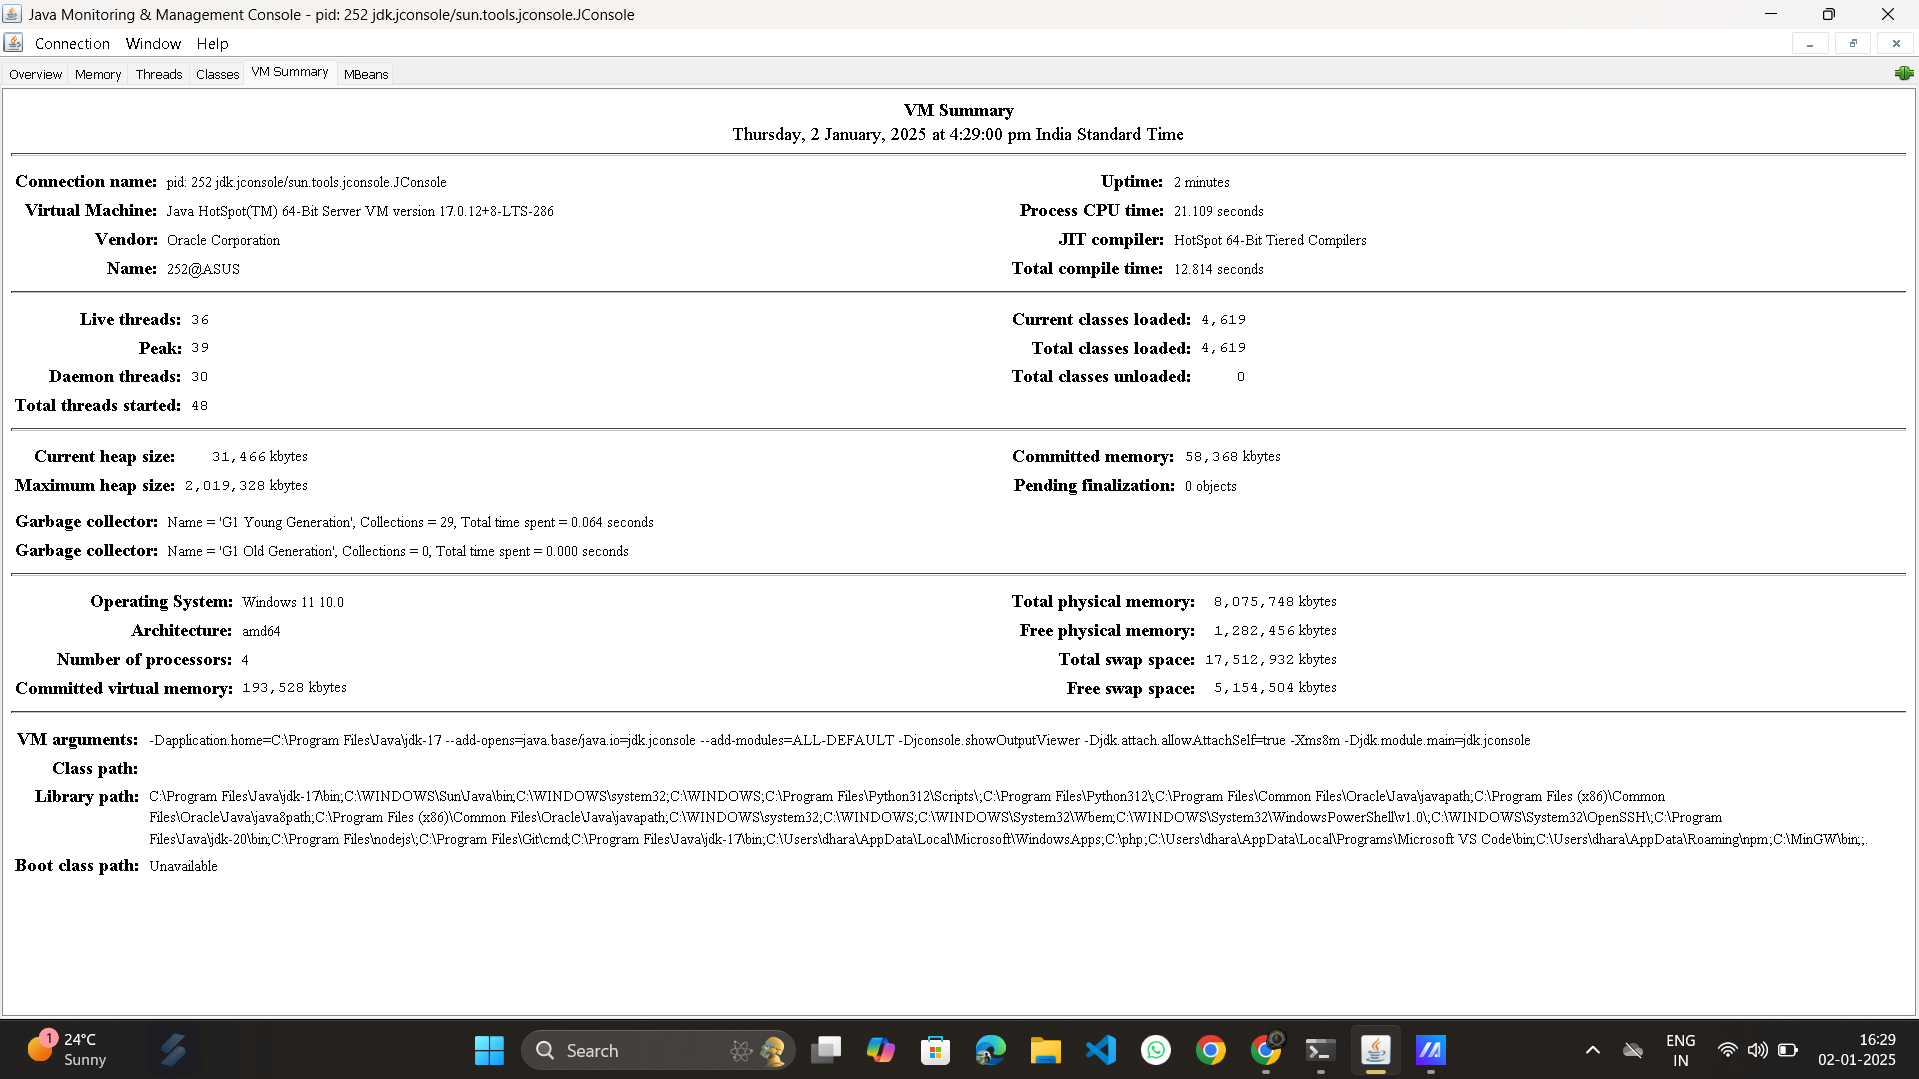 Java Monitoring & Management Console - pid: 252 jdk.jconsole/sun.tools.jconsole.JConsole
Connection Window Help
Overview Memory Threads Classes VM Summary MBeans
VM Summary
Thursday, 2 January, 2025 at 4:29:00 pm India Standard Time
Connection name: pid: 252 jdk.jconsole/sun.tools.jconsole.JConsole
Virtual Machine: Java HotSpot(TM) 64-Bit Server VM version 17.0.12+8-LTS-286
Vendor: Oracle Corporation
Name: 252@ASUS
Uptime: 2 minutes
Process CPU time: 21.109 seconds
JIT compiler: HotSpot 64-Bit Tiered Compilers
Total compile time: 12.814 seconds
Live threads: 36
Peak: 39
Daemon threads: 30
Total threads started: 48
Current classes loaded: 4,619
Total classes loaded: 4,619
Total classes unloaded: 0
Current heap size: 31,466 kbytes
Maximum heap size: 2,019,328 kbytes
Committed memory: 58,368 kbytes
Pending finalization: 0 objects
Garbage collector: Name = 'G1 Young Generation', Collections = 29, Total time spent = 0.064 seconds
Garbage collector: Name = 'G1 Old Generation', Collections = 0, Total time spent = 0.000 seconds
Operating System: Windows 11 10.0
Architecture: amd64
Number of processors: 4
Committed virtual memory: 193,528 kbytes
Total physical memory: 8,075,748 kbytes
Free physical memory: 1,282,456 kbytes
Total swap space: 17,512,932 kbytes
Free swap space: 5,154,504 kbytes
VM arguments: -Dapplication.home=C:\Program Files\Java\jdk-17 --add-opens=java.base/java.io=jdk.jconsole --add-modules=ALL-DEFAULT -Djconsole.showOutputViewer -Djdk.attach.allowAttachSelf=true -Xms8m -Djdk.module.main=jdk.jconsole
Class path:
Library path: C:\Program Files\Java\jdk-17\bin;C:\WINDOWS\Sun\Java\bin;C:\WINDOWS\system32;C:\WINDOWS;C:\Program Files\Python312\Scripts\;C:\Program Files\Python312\;C:\Program Files\Common Files\Oracle\Java\javapath;C:\Program Files (x86)\Common
Files\Oracle\Java\java8path;C:\Program Files (x86)\Common Files\Oracle\Java\javapath;C:\WINDOWS\system32;C:\WINDOWS;C:\WINDOWS\System32\Wbem;C:\WINDOWS\System32\WindowsPowerShell\v1.0\;C:\WINDOWS\System32\OpenSSH\;C:\Program
Files\Java\jdk-20\bin;C:\Program Files\nodejs\;C:\Program Files\Git\cmd;C:\Program Files\Java\jdk-17\bin;C:\Users\dhara\AppData\Local\Microsoft\WindowsApps;C:\php;C:\Users\dhara\AppData\Local\Programs\Microsoft VS Code\bin;C:\Users\dhara\AppData\Roaming\npm;C:\MinGW\bin;;.
Boot class path: Unavailable
1
24°C
Sunny
Search
ENG
IN
16:29
02-01-2025